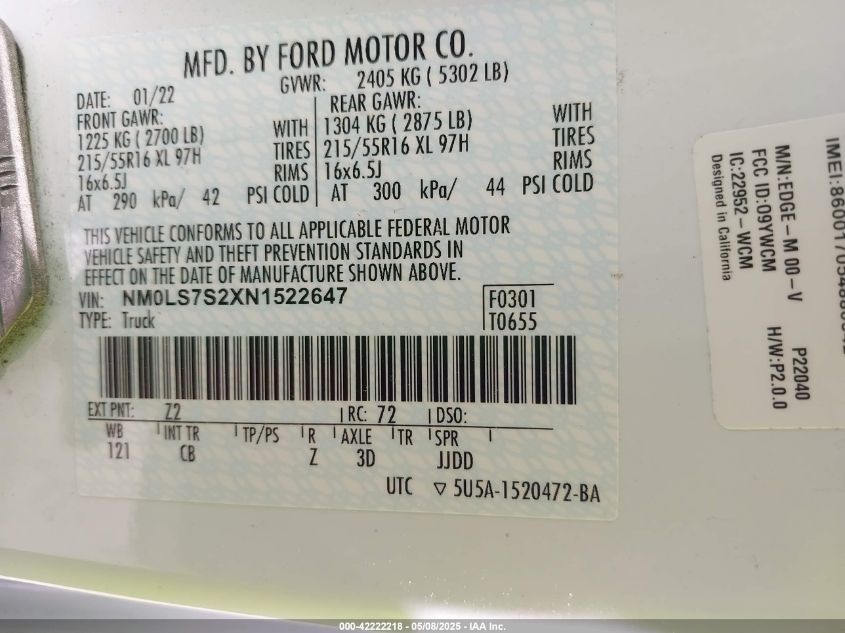 MFD. BY FORD MOTOR CO.
DATE: 01/22
GVWR: 2405 KG ( 5302 LB)
FRONT GAWR:
1225 KG ( 2700 LB)
WITH
215/55R16 XL 97H
TIRES
16x6.5J
RIMS
AT 290 kPa/ 42 PSI COLD
REAR GAWR:
1304 KG ( 2875 LB)
WITH
215/55R16 XL 97H
TIRES
16x6.5J
RIMS
AT 300 kPa/ 44 PSI COLD
THIS VEHICLE CONFORMS TO ALL APPLICABLE FEDERAL MOTOR
VEHICLE SAFETY AND THEFT PREVENTION STANDARDS IN
EFFECT ON THE DATE OF MANUFACTURE SHOWN ABOVE.
VIN: NM0LS7S2XN1522647
TYPE: Truck
F0301
T0655
EXT PNT: Z2 RC: 72 DSO:
WB INT TR TP/PS R AXLE TR SPR
121 CB Z 3D JJDD
UTC ▽ 5U5A-1520472-BA
M/N:EDGE-M 00-V
FCC ID:09YWCM
IC:22952-WCM
Designed in California
P22040
H/W:P2.0.0
000-42222218 - 05/08/2025 - IAA Inc.